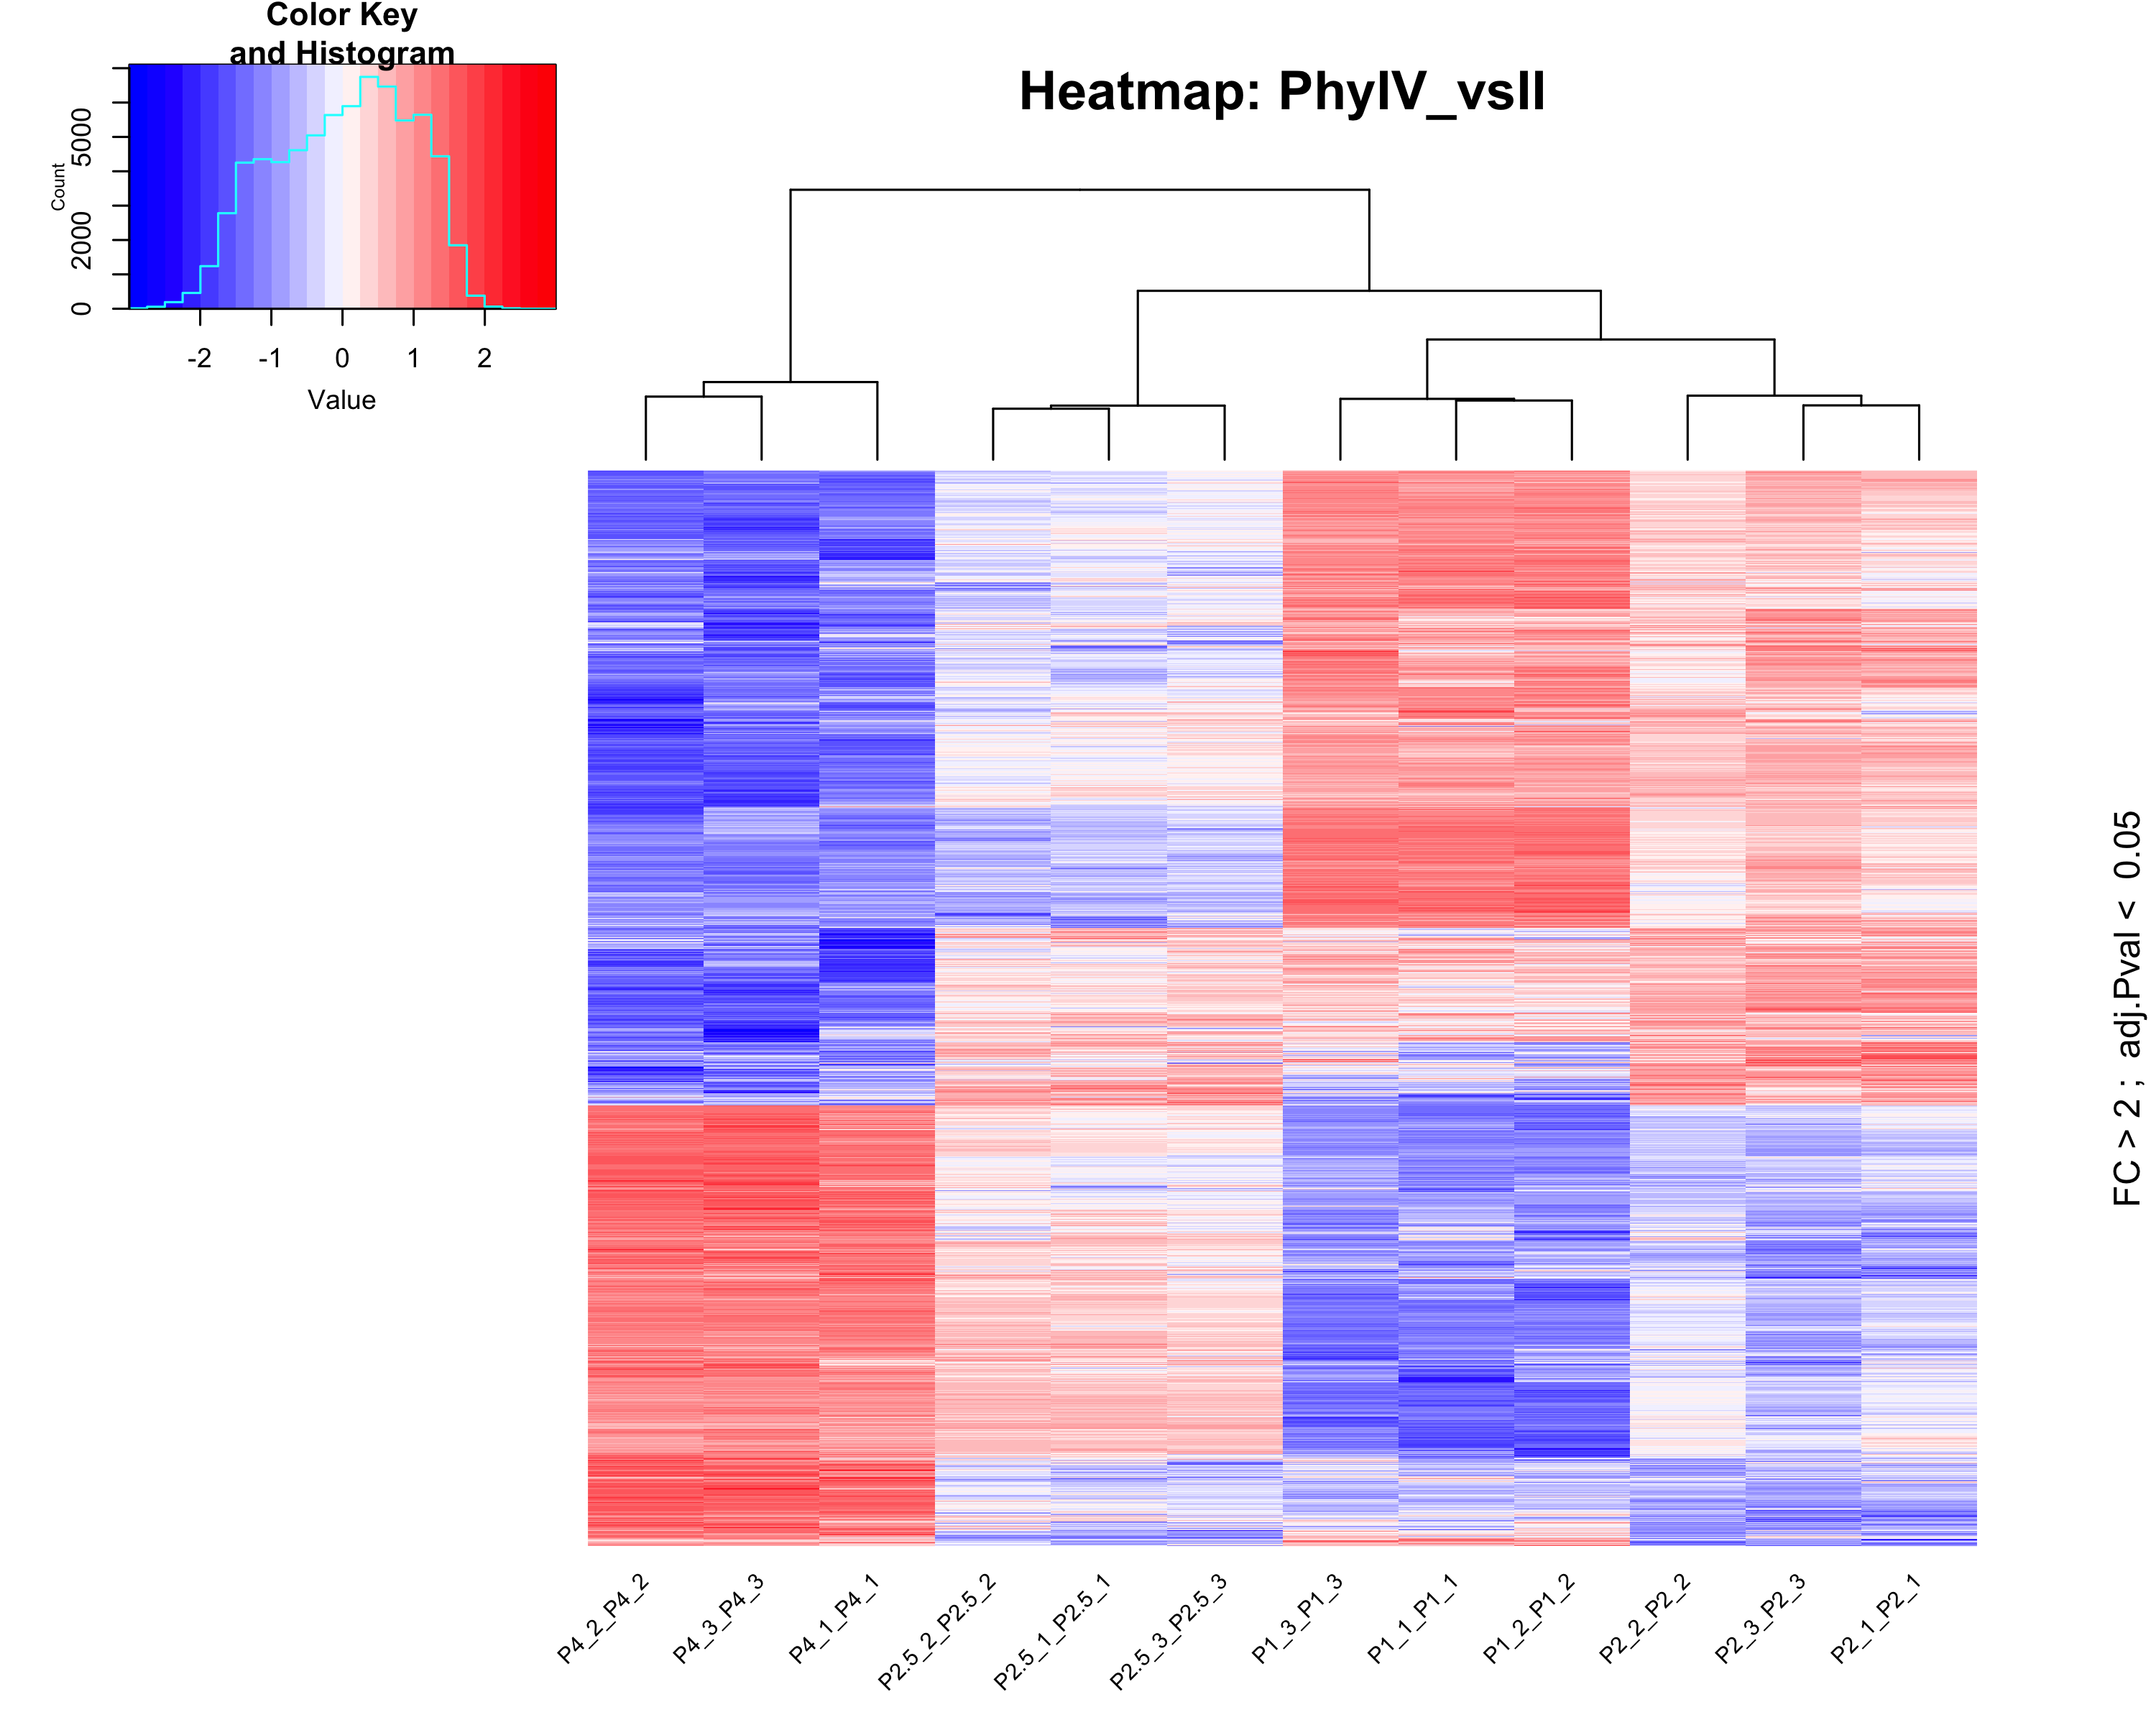 Color Key
and Histogram
Count
0 2000 5000
-2 -1 0 1 2
Value
Heatmap: PhyIV_vsII
FC > 2 ; adj.Pval < 0.05
P4_2_P4_2
P4_3_P4_3
P4_1_P4_1
P2.5_2_P2.5_2
P2.5_1_P2.5_1
P2.5_3_P2.5_3
P1_3_P1_3
P1_1_P1_1
P1_2_P1_2
P2_2_P2_2
P2_3_P2_3
P2_1_P2_1